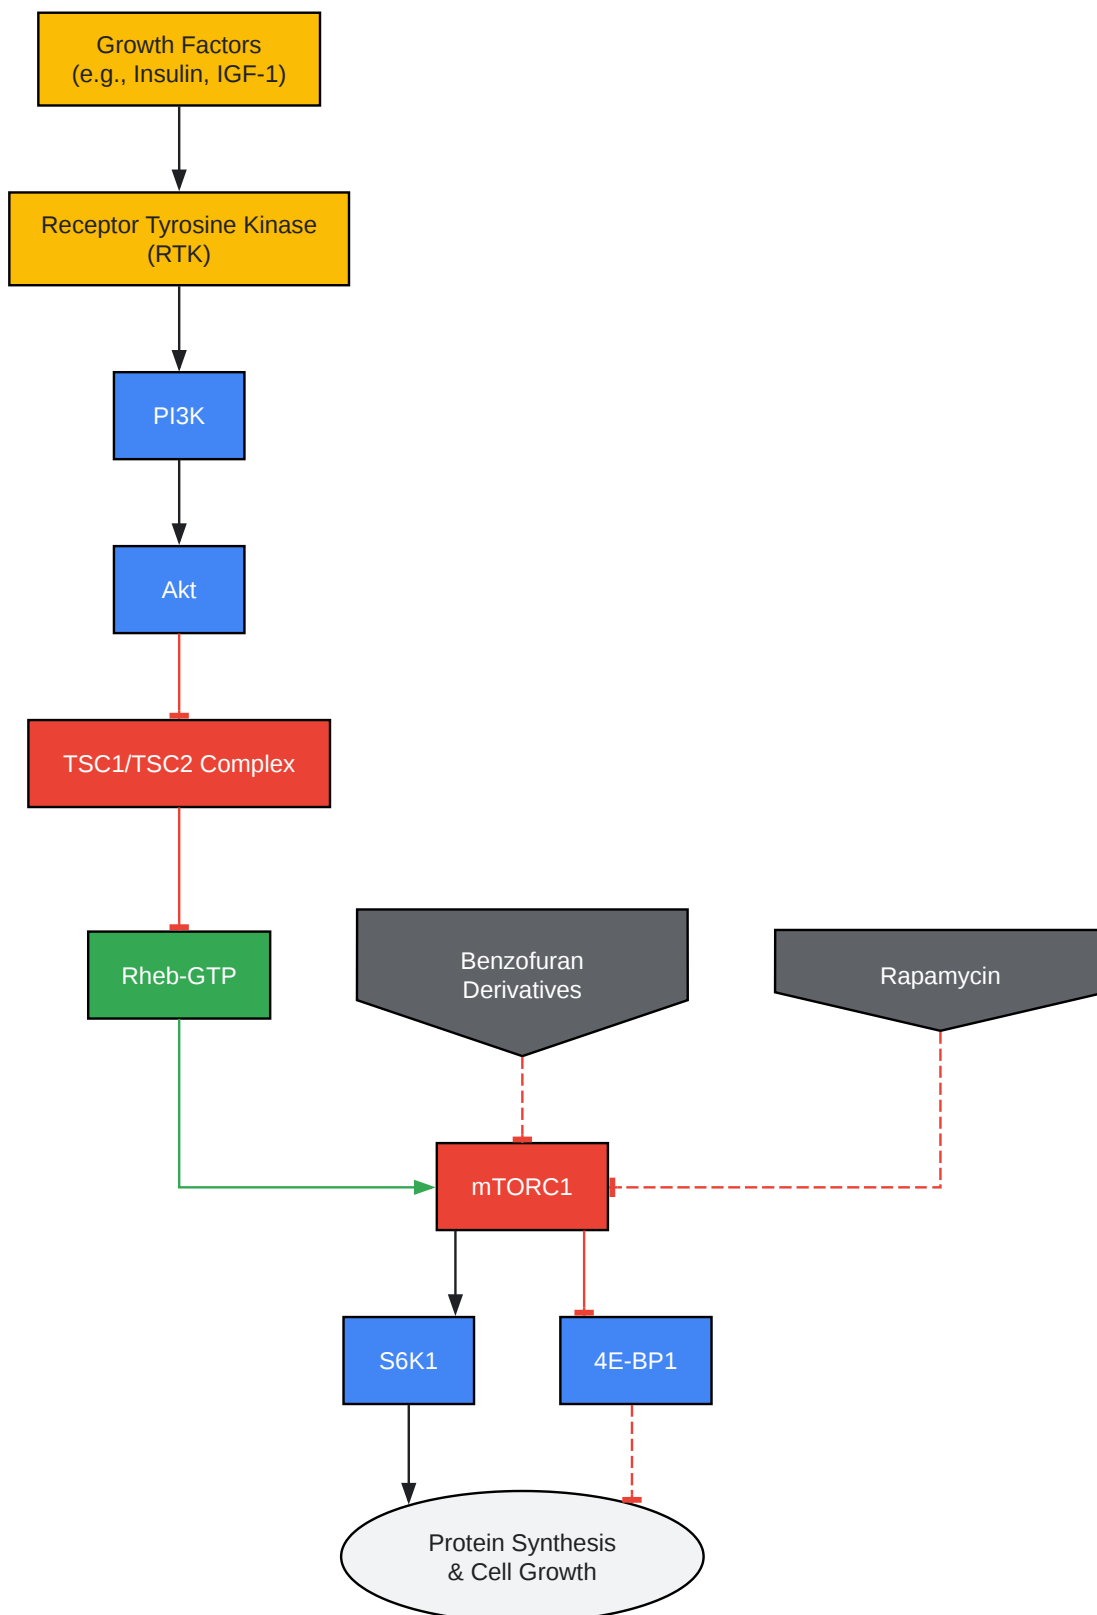 Growth Factors
(e.g., Insulin, IGF-1)
Receptor Tyrosine Kinase
(RTK)
PI3K
Akt
TSC1/TSC2 Complex
Rheb-GTP
Benzofuran
Derivatives
Rapamycin
mTORC1
S6K1
4E-BP1
Protein Synthesis
& Cell Growth